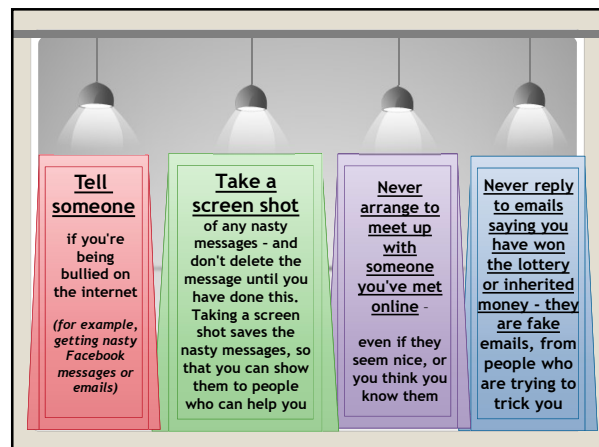 Tell
someone
if you're
being
bullied on
the internet
(for example,
getting nasty
Facebook
messages or
emails)
Take a
screen shot
of any nasty
messages - and
don't delete the
message until you
have done this.
Taking a screen
shot saves the
nasty messages, so
that you can show
them to people
who can help you
Never
arrange to
meet up
with
someone
you've met
online -
even if they
seem nice, or
you think you
know them
Never reply
to emails
saying you
have won
the lottery
or inherited
money - they
are fake
emails, from
people who
are trying to
trick you